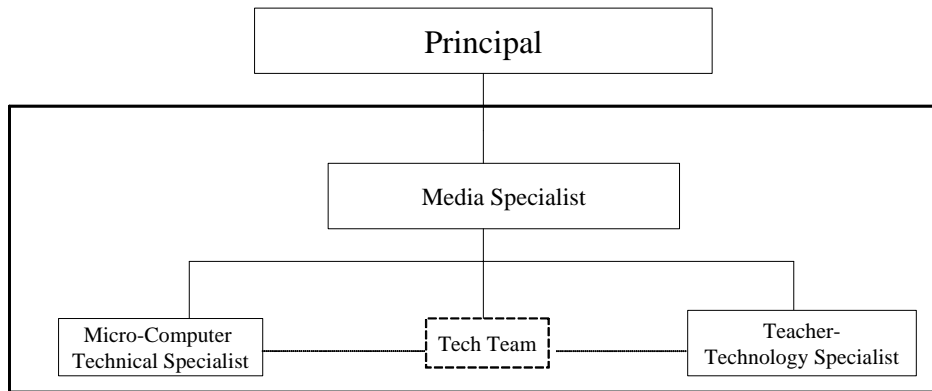 Principal
Media Specialist
Micro-Computer
Technical Specialist
Tech Team
Teacher-
Technology Specialist